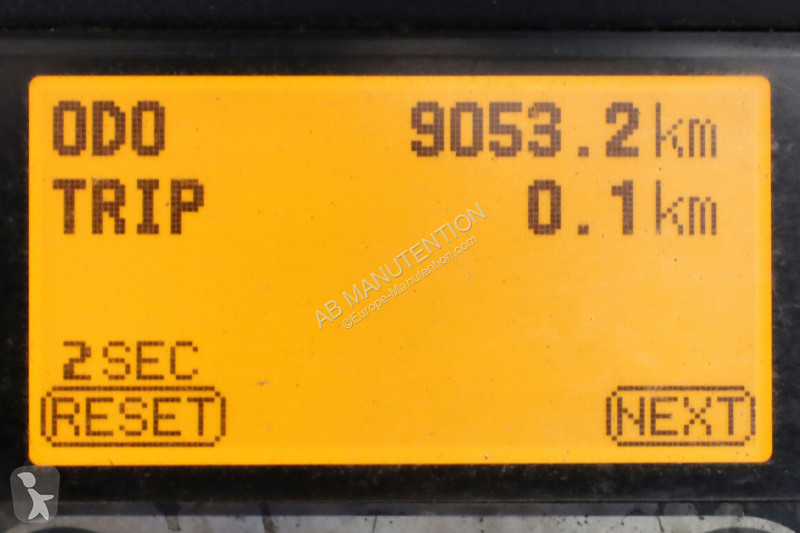 ODO 9053.2 km
TRIP 0.1 km
AB MANUTENTION
©Europe-Manutention.com
2 SEC
RESET NEXT